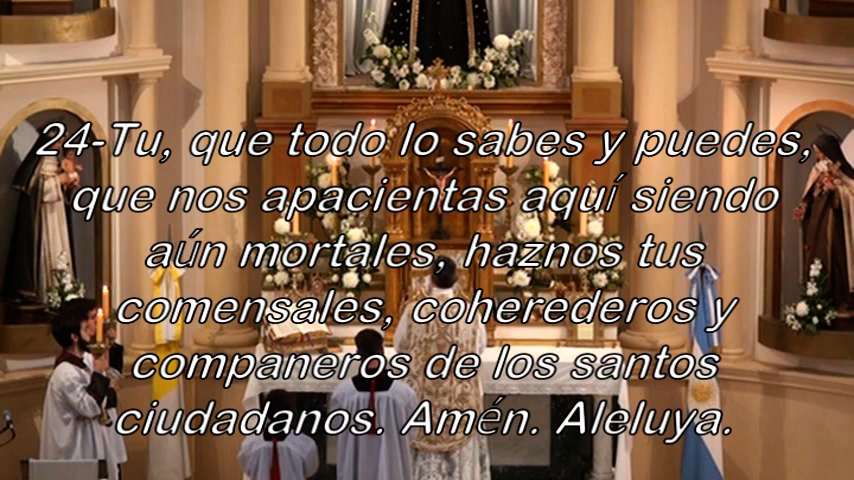 24-Tu, que todo lo sabes y puedes,
que nos apacientas aquí siendo
aún mortales, haznos tus
comensales, coherederos y
companeros de los santos
ciudadanos. Amén. Aleluya.